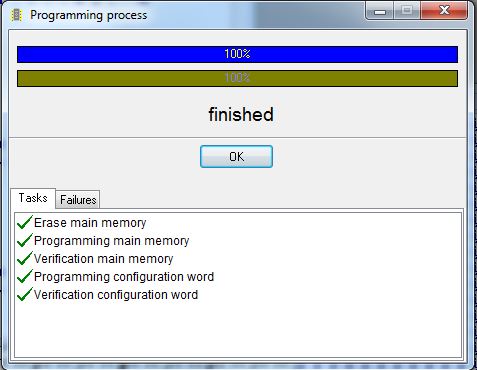 Programming process
100%
100%
finished
OK
Tasks
Failures
Erase main memory
Programming main memory
Verification main memory
Programming configuration word
Verification configuration word